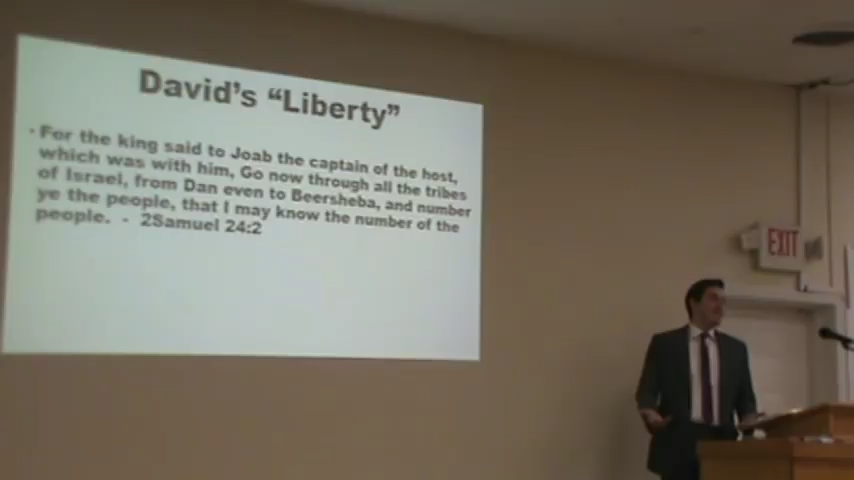 David's “Liberty”
• For the king said to Joab the captain of the host,
which was with him, Go now through all the tribes
of Israel, from Dan even to Beersheba, and number
ye the people, that I may know the number of the
people. - 2Samuel 24:2
EXIT